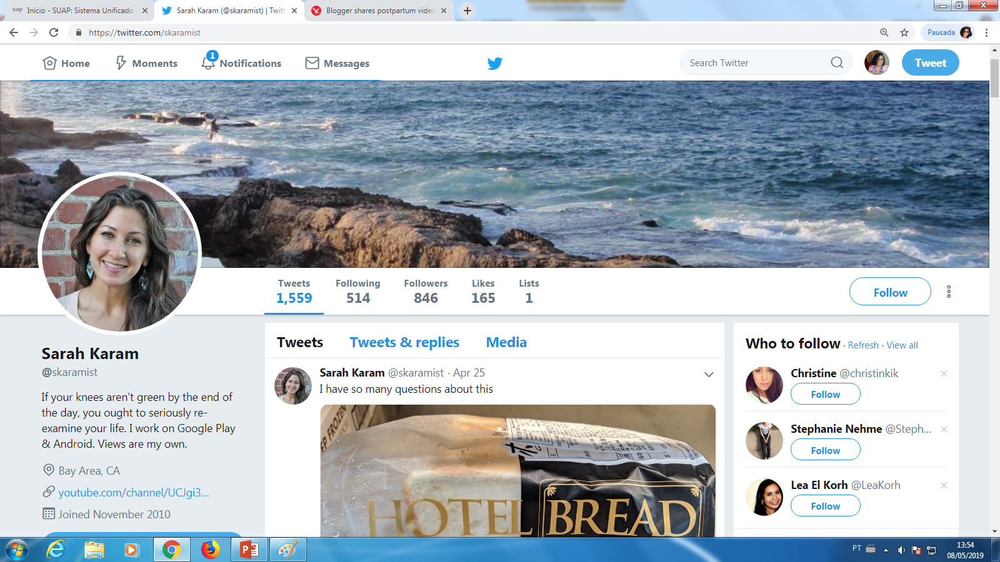 suap Início - SUAP: Sistema Unificado
Sarah Karam (@skaramist) | Twitt
Blogger shares postpartum video
https://twitter.com/skaramist
Pausada
Home
Moments
1
Notifications
Messages
Search Twitter
Tweet
Tweets Following Followers Likes Lists
1,559 514 846 165 1
Follow
Sarah Karam
@skaramist
If your knees aren't green by the end of
the day, you ought to seriously re-
examine your life. I work on Google Play
& Android. Views are my own.
Bay Area, CA
youtube.com/channel/UCJgi3...
Joined November 2010
Tweets Tweets & replies Media
Sarah Karam @skaramist · Apr 25
I have so many questions about this
EP FROZE
HOTEL BREAD
Who to follow · Refresh · View all
Christine @christinkik
Follow
Stephanie Nehme @Steph...
Follow
Lea El Korh @LeaKorh
Follow
PT
13:54
08/05/2019